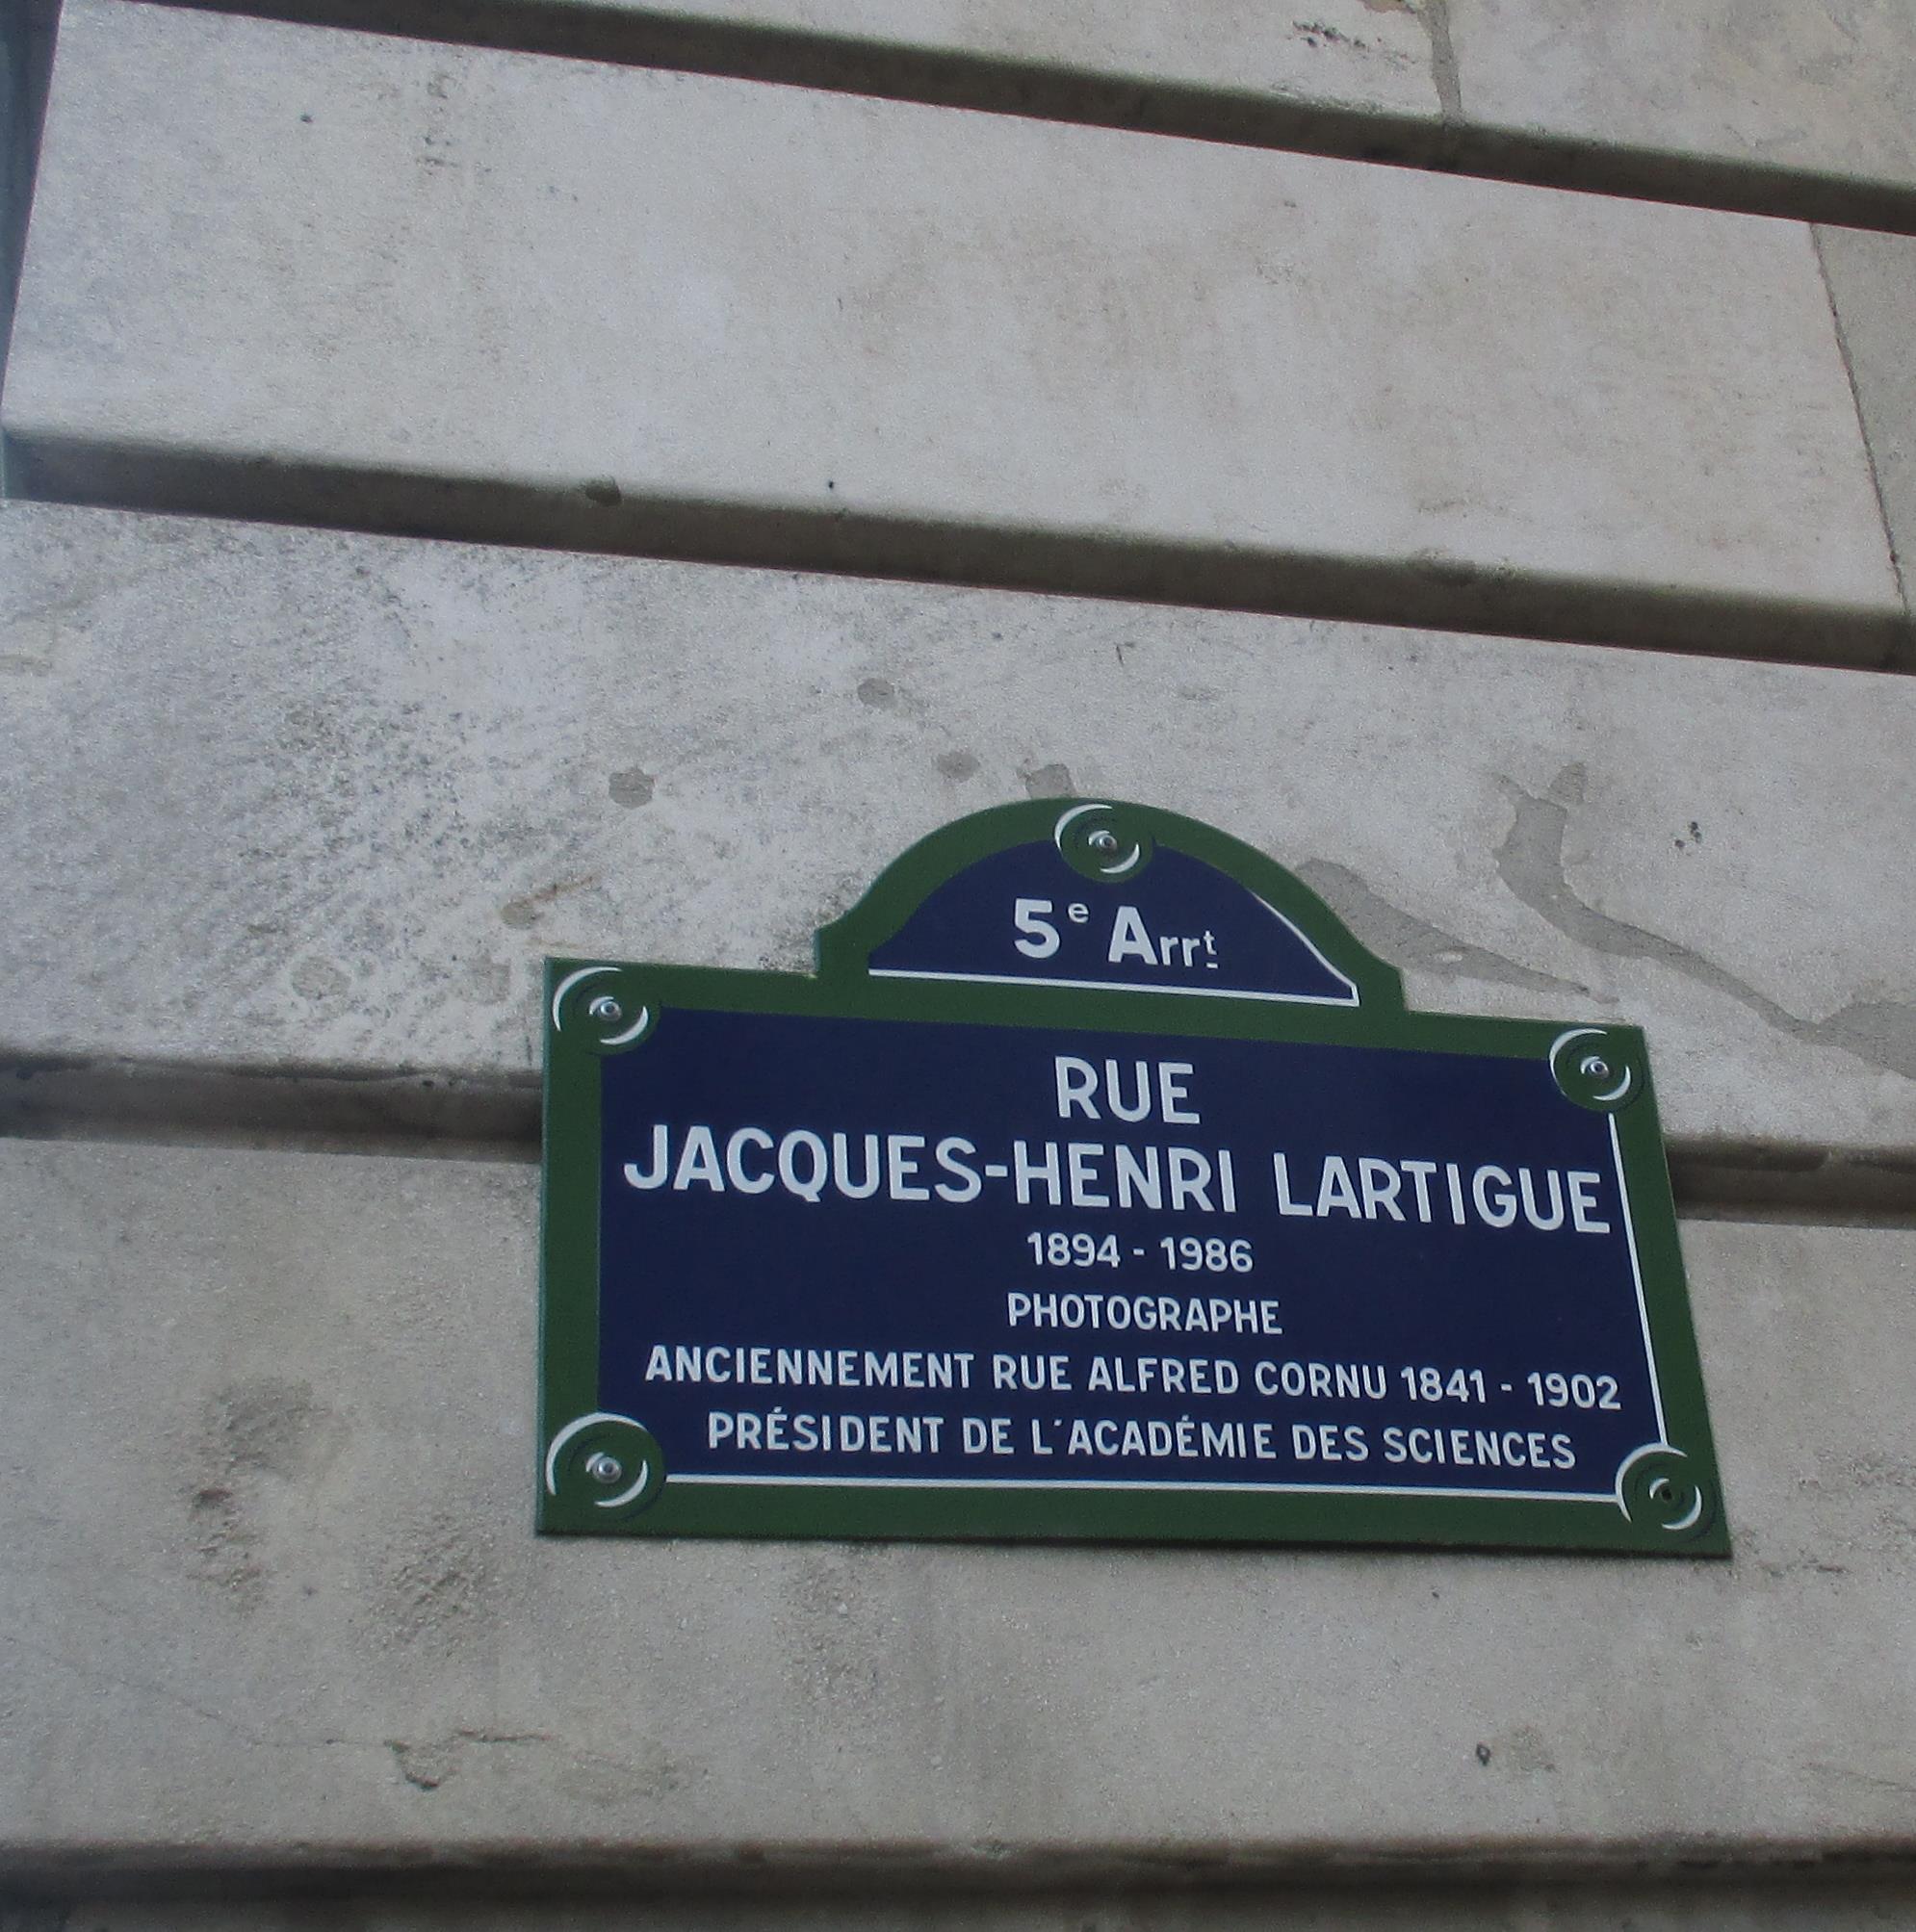 5e Arrt
RUE
JACQUES-HENRI LARTIGUE
1894 - 1986
PHOTOGRAPHE
ANCIENNEMENT RUE ALFRED CORNU 1841 - 1902
PRÉSIDENT DE L'ACADÉMIE DES SCIENCES